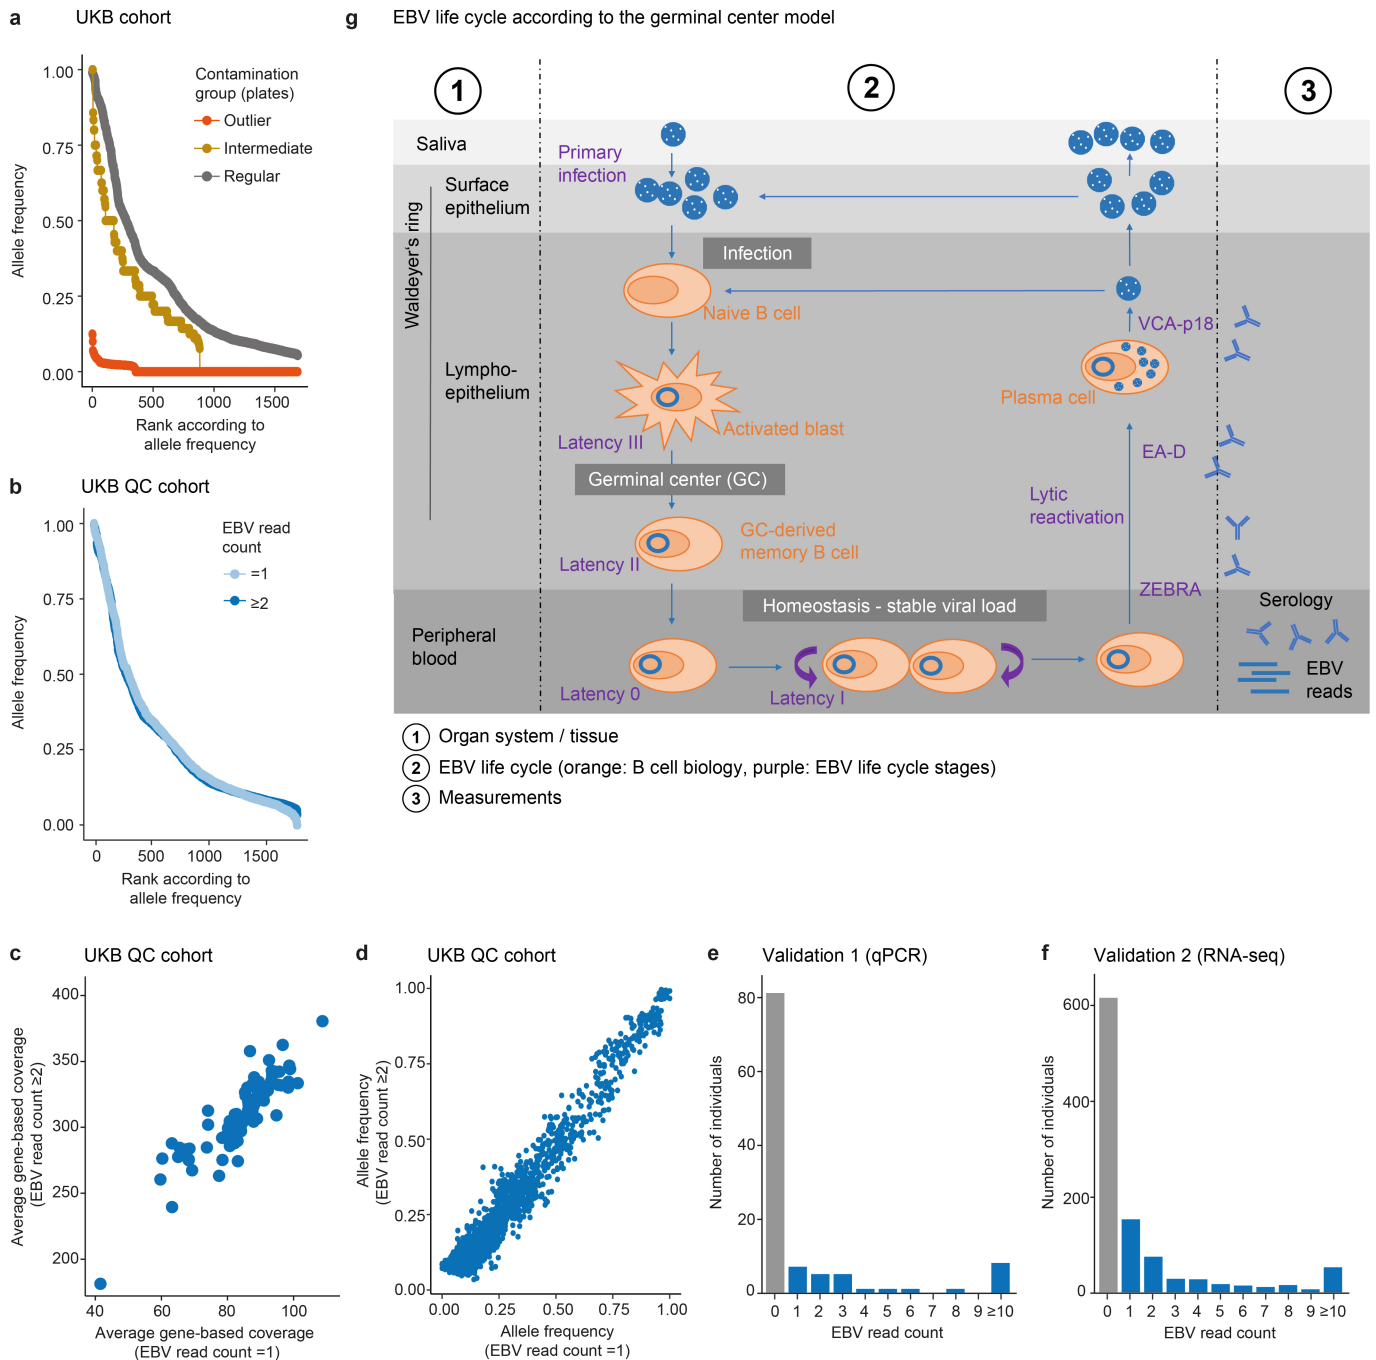 a
UKB cohort
1.00
0.75
0.50
0.25
0.00
Allele frequency
Contamination
group (plates)
Outlier
Intermediate
Regular
0
500
1000
1500
Rank according to
allele frequency
b
UKB QC cohort
1.00
0.75
0.50
0.25
0.00
Allele frequency
EBV read
count
=1
≥2
0
500
1000
1500
Rank according to
allele frequency
g
EBV life cycle according to the germinal center model
1
2
3
Saliva
Surface
epithelium
Waldeyer's ring
Lympho-
epithelium
Peripheral
blood
Primary
infection
Infection
Naive B cell
Activated blast
Latency III
Germinal center (GC)
GC-derived
memory B cell
Latency II
Homeostasis - stable viral load
Latency 0
Latency I
VCA-p18
Plasma cell
EA-D
Lytic
reactivation
ZEBRA
Serology
EBV
reads
1 Organ system / tissue
2 EBV life cycle (orange: B cell biology, purple: EBV life cycle stages)
3 Measurements
c
UKB QC cohort
400
350
300
250
200
Average gene-based coverage
(EBV read count ≥2)
40
60
80
100
Average gene-based coverage
(EBV read count =1)
d
UKB QC cohort
1.00
0.75
0.50
0.25
0.00
Allele frequency
(EBV read count ≥2)
0.00
0.25
0.50
0.75
1.00
Allele frequency
(EBV read count =1)
e
Validation 1 (qPCR)
80
60
40
20
0
Number of individuals
0
1
2
3
4
5
6
7
8
9
≥10
EBV read count
f
Validation 2 (RNA-seq)
600
400
200
0
Number of individuals
0
1
2
3
4
5
6
7
8
9
≥10
EBV read count